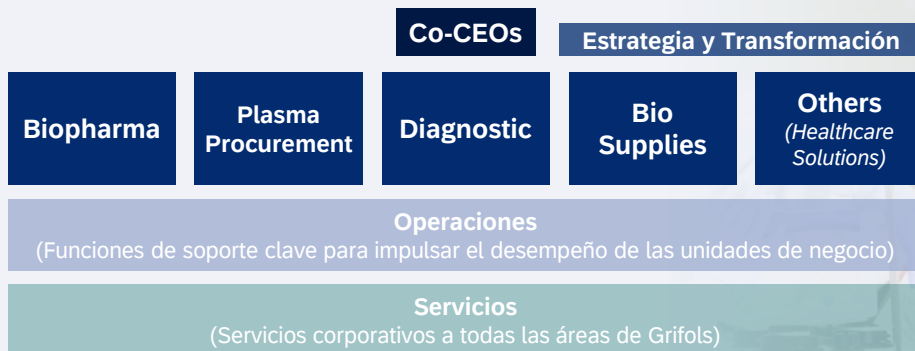 Co-CEOs
Estrategia y Transformación
Biopharma
Plasma
Procurement
Diagnostic
Bio
Supplies
Others
(Healthcare
Solutions)
Operaciones
(Funciones de soporte clave para impulsar el desempeño de las unidades de negocio)
Servicios
(Servicios corporativos a todas las áreas de Grifols)